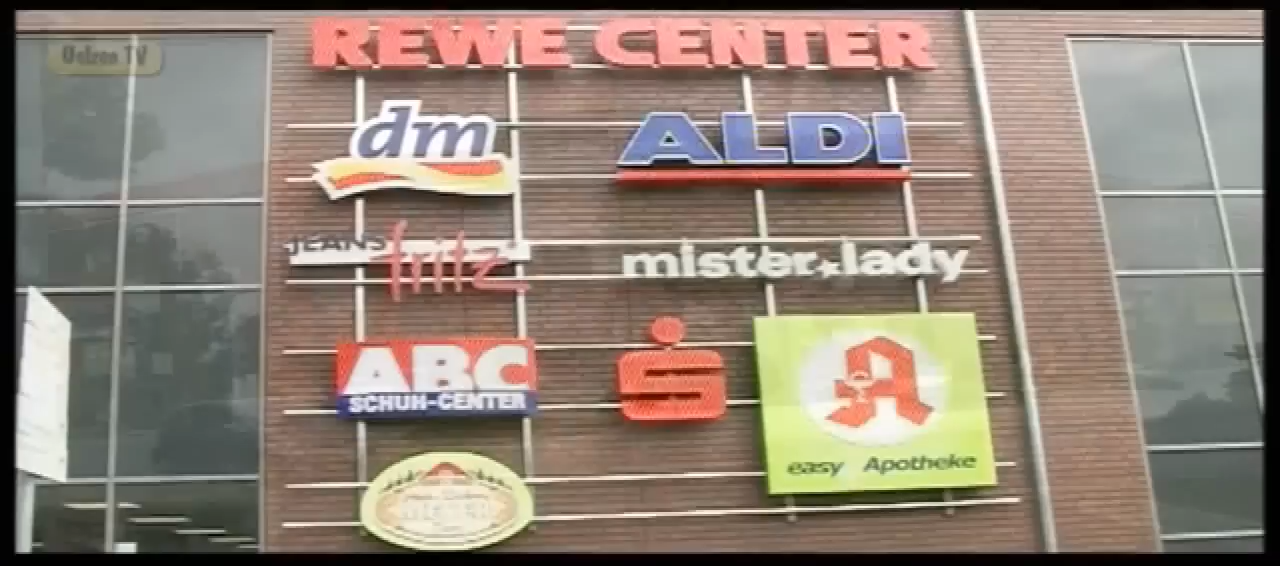 Uelzen TV
REWE CENTER
dm
ALDI
JEANS fritz
mister*lady
ABC
SCHUH-CENTER
S
A
easy Apotheke